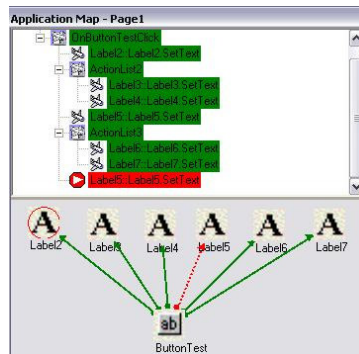 Application Map - Page1
OnButtonTestClick
Label2::Label2.SetText
ActionList2
Label3::Label3.SetText
Label4::Label4.SetText
Label5::Label5.SetText
ActionList3
Label6::Label6.SetText
Label7::Label7.SetText
Label5::Label5.SetText
A A A A A A
Label2 Label3 Label4 Label5 Label6 Label7
ab
ButtonTest